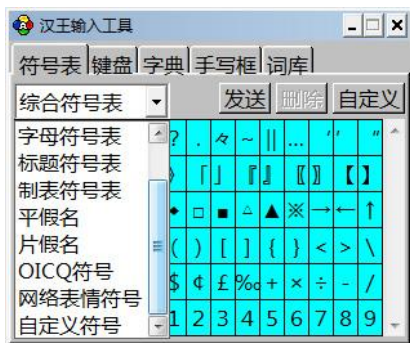 汉王输入工具
符号表 键盘 字典 手写框 词库
综合符号表 发送 删除 自定义
字母符号表
标题符号表
制表符号表
平假名
片假名
OICQ符号
网络表情符号
自定义符号
? . 々 ~ ‖ … ′ ′ ″
》 「 」 『 』 〖 〗 【 】
◆ □ ■ △ ▲ ※ → ← ↑
( ) [ ] { } < > \
$ ¢ £ ‰ + × ÷ - /
1 2 3 4 5 6 7 8 9